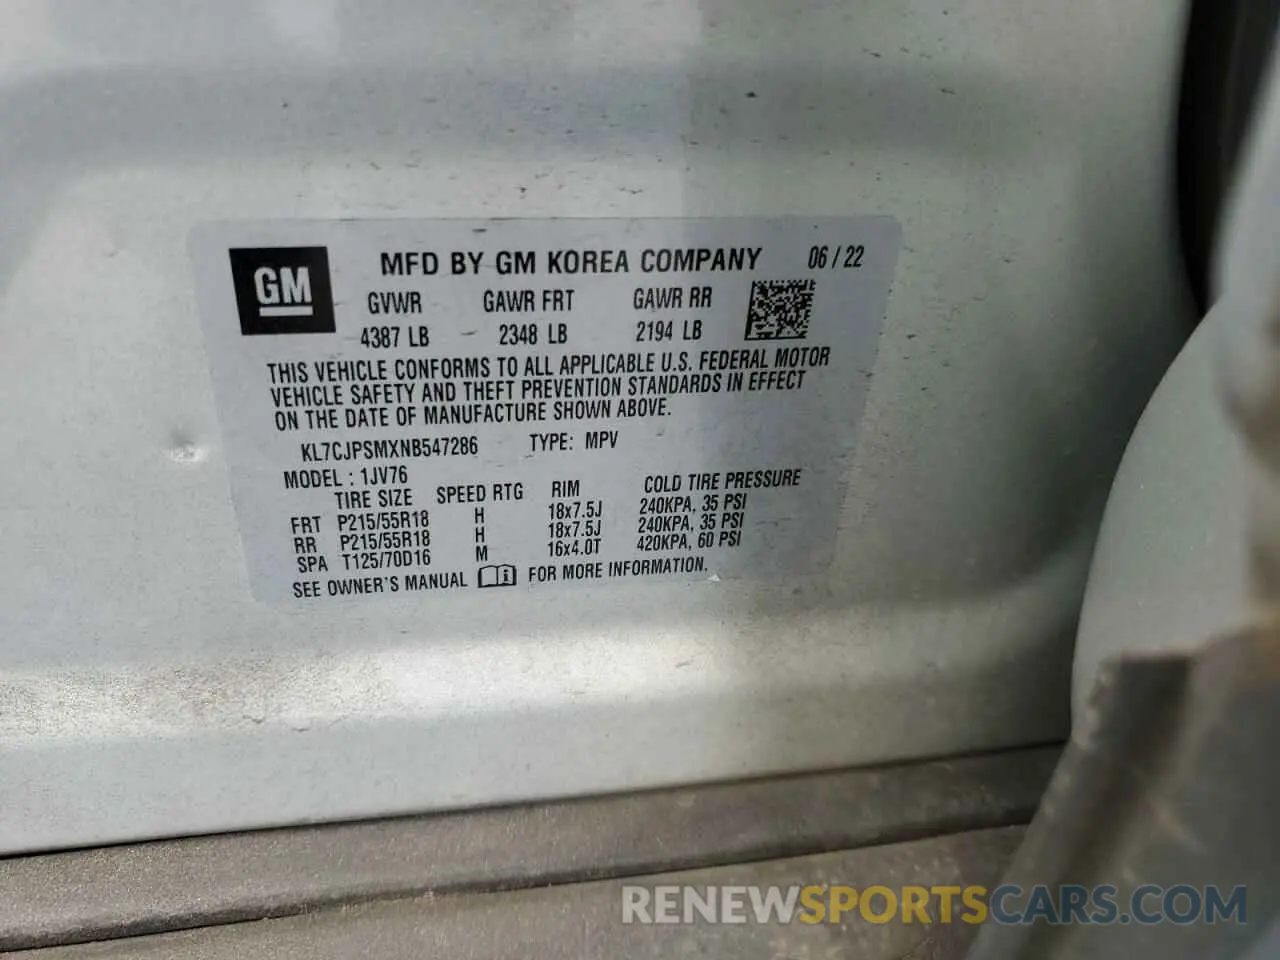 GM
MFD BY GM KOREA COMPANY 06 / 22
GVWR GAWR FRT GAWR RR
4387 LB 2348 LB 2194 LB
THIS VEHICLE CONFORMS TO ALL APPLICABLE U.S. FEDERAL MOTOR
VEHICLE SAFETY AND THEFT PREVENTION STANDARDS IN EFFECT
ON THE DATE OF MANUFACTURE SHOWN ABOVE.
KL7CJPSMXNB547286 TYPE: MPV
MODEL : 1JV76
TIRE SIZE SPEED RTG RIM COLD TIRE PRESSURE
FRT P215/55R18 H 18x7.5J 240KPA, 35 PSI
RR P215/55R18 H 18x7.5J 240KPA, 35 PSI
SPA T125/70D16 M 16x4.0T 420KPA, 60 PSI
SEE OWNER'S MANUAL i FOR MORE INFORMATION.
RENEWSPORTSCARS.COM